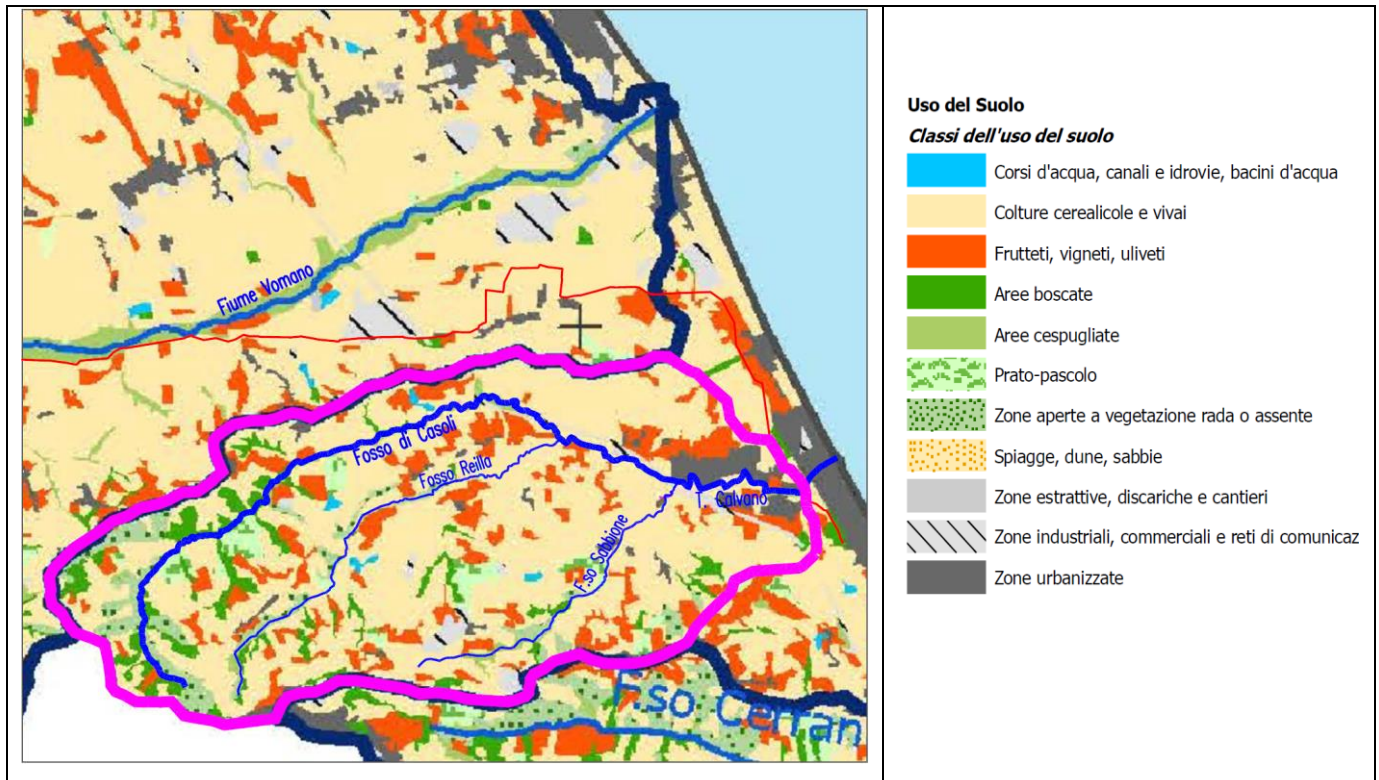 Fiume Vomano
Fosso di Casoli
Fosso Reilla
T. Calvano
F.so Sabbione
F.so Cerran
Uso del Suolo
Classi dell'uso del suolo
Corsi d'acqua, canali e idrovie, bacini d'acqua
Colture cerealicole e vivai
Frutteti, vigneti, uliveti
Aree boscate
Aree cespugliate
Prato-pascolo
Zone aperte a vegetazione rada o assente
Spiagge, dune, sabbie
Zone estrattive, discariche e cantieri
Zone industriali, commerciali e reti di comunicaz
Zone urbanizzate